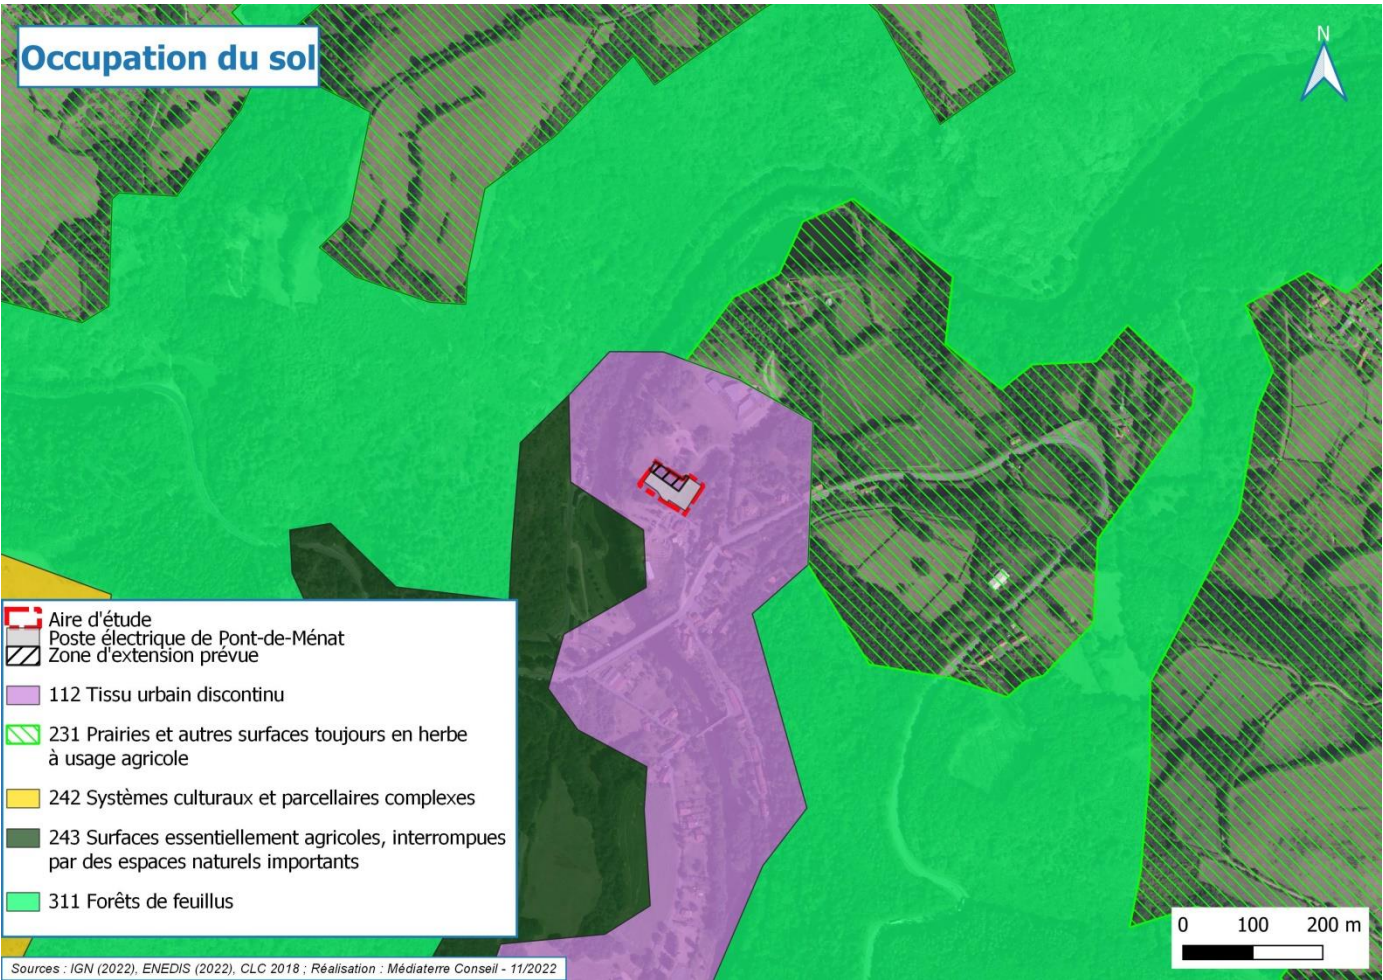 Occupation du sol
N
Aire d'étude
Poste électrique de Pont-de-Ménat
Zone d'extension prévue
112 Tissu urbain discontinu
231 Prairies et autres surfaces toujours en herbe
à usage agricole
242 Systèmes culturaux et parcellaires complexes
243 Surfaces essentiellement agricoles, interrompues
par des espaces naturels importants
311 Forêts de feuillus
0 100 200 m
Sources : IGN (2022), ENEDIS (2022), CLC 2018 ; Réalisation : Médiaterre Conseil - 11/2022